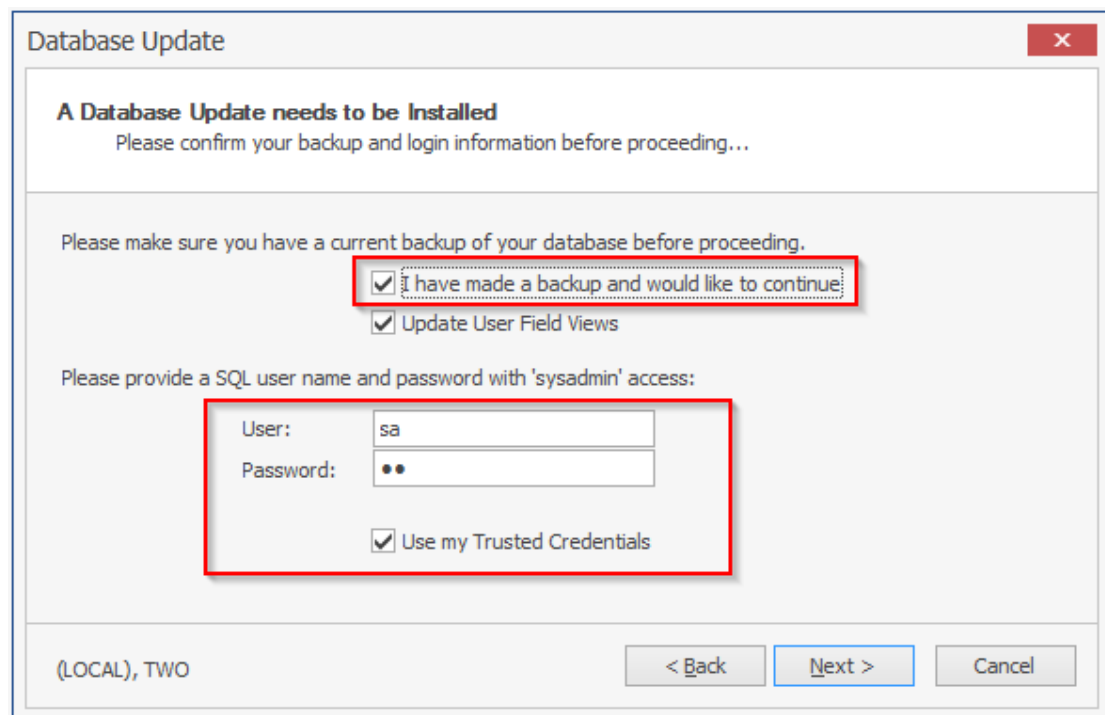 Database Update
A Database Update needs to be Installed
Please confirm your backup and login information before proceeding...
Please make sure you have a current backup of your database before proceeding.
I have made a backup and would like to continue
Update User Field Views
Please provide a SQL user name and password with 'sysadmin' access:
User: sa
Password: ●●
Use my Trusted Credentials
(LOCAL), TWO < Back Next > Cancel